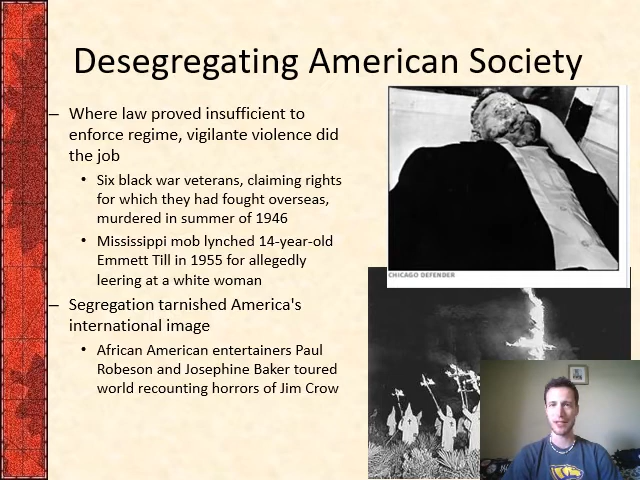 Desegregating American Society
– Where law proved insufficient to
enforce regime, vigilante violence did
the job
• Six black war veterans, claiming rights
for which they had fought overseas,
murdered in summer of 1946
• Mississippi mob lynched 14-year-old
Emmett Till in 1955 for allegedly
leering at a white woman
– Segregation tarnished America's
international image
• African American entertainers Paul
Robeson and Josephine Baker toured
world recounting horrors of Jim Crow
CHICAGO DEFENDER